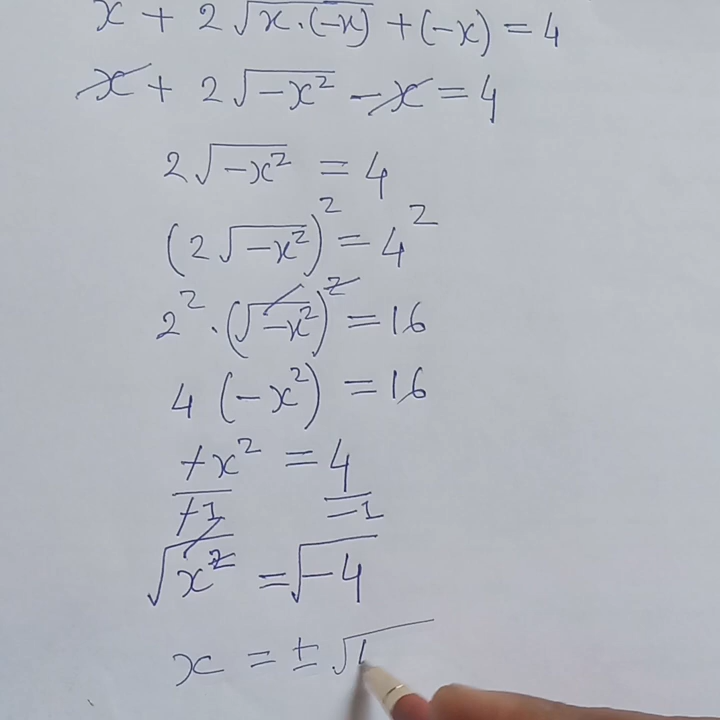 x + 2√(x·(-x)) + (-x) = 4
x + 2√(-x²) - x = 4
2√(-x²) = 4
(2√(-x²))² = 4²
2² · (√(-x²))² = 16
4 (-x²) = 16
-x² = 4
-1 -1
√(x²) = √(-4)
x = ± √